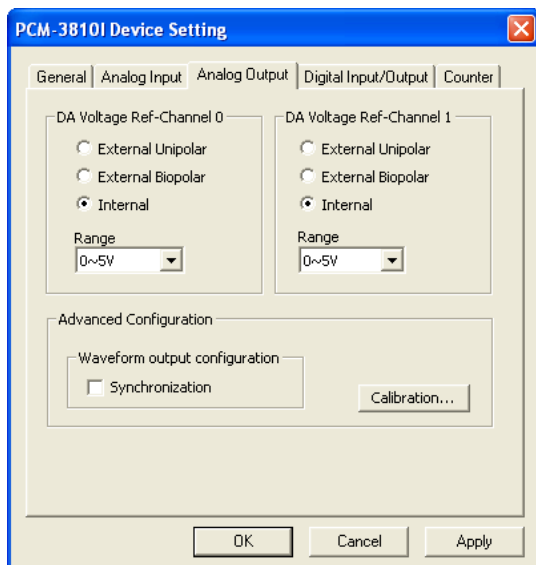 PCM-3810I Device Setting
General
Analog Input
Analog Output
Digital Input/Output
Counter
DA Voltage Ref-Channel 0
External Unipolar
External Biopolar
Internal
Range
0~5V
DA Voltage Ref-Channel 1
External Unipolar
External Biopolar
Internal
Range
0~5V
Advanced Configuration
Waveform output configuration
Synchronization
Calibration...
OK
Cancel
Apply